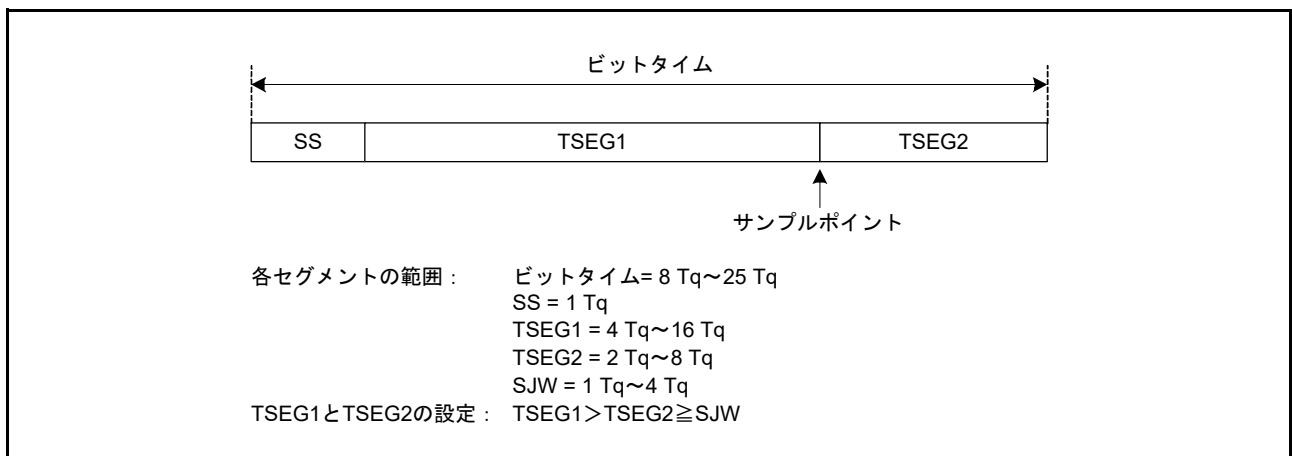 ビットタイム
SS TSEG1 TSEG2
サンプルポイント
各セグメントの範囲： ビットタイム= 8 Tq～25 Tq
SS = 1 Tq
TSEG1 = 4 Tq～16 Tq
TSEG2 = 2 Tq～8 Tq
SJW = 1 Tq～4 Tq
TSEG1とTSEG2の設定： TSEG1＞TSEG2≧SJW